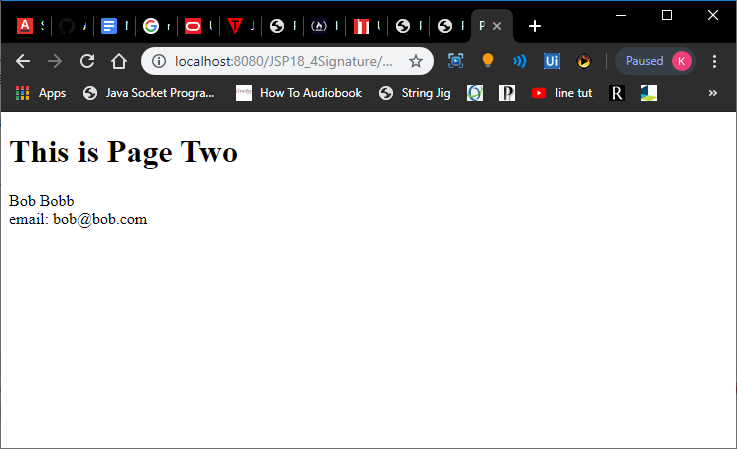 localhost:8080/JSP18_4Signature/...
Paused K
Apps Java Socket Progra... How To Audiobook String Jig line tut
This is Page Two
Bob Bobb
email: bob@bob.com